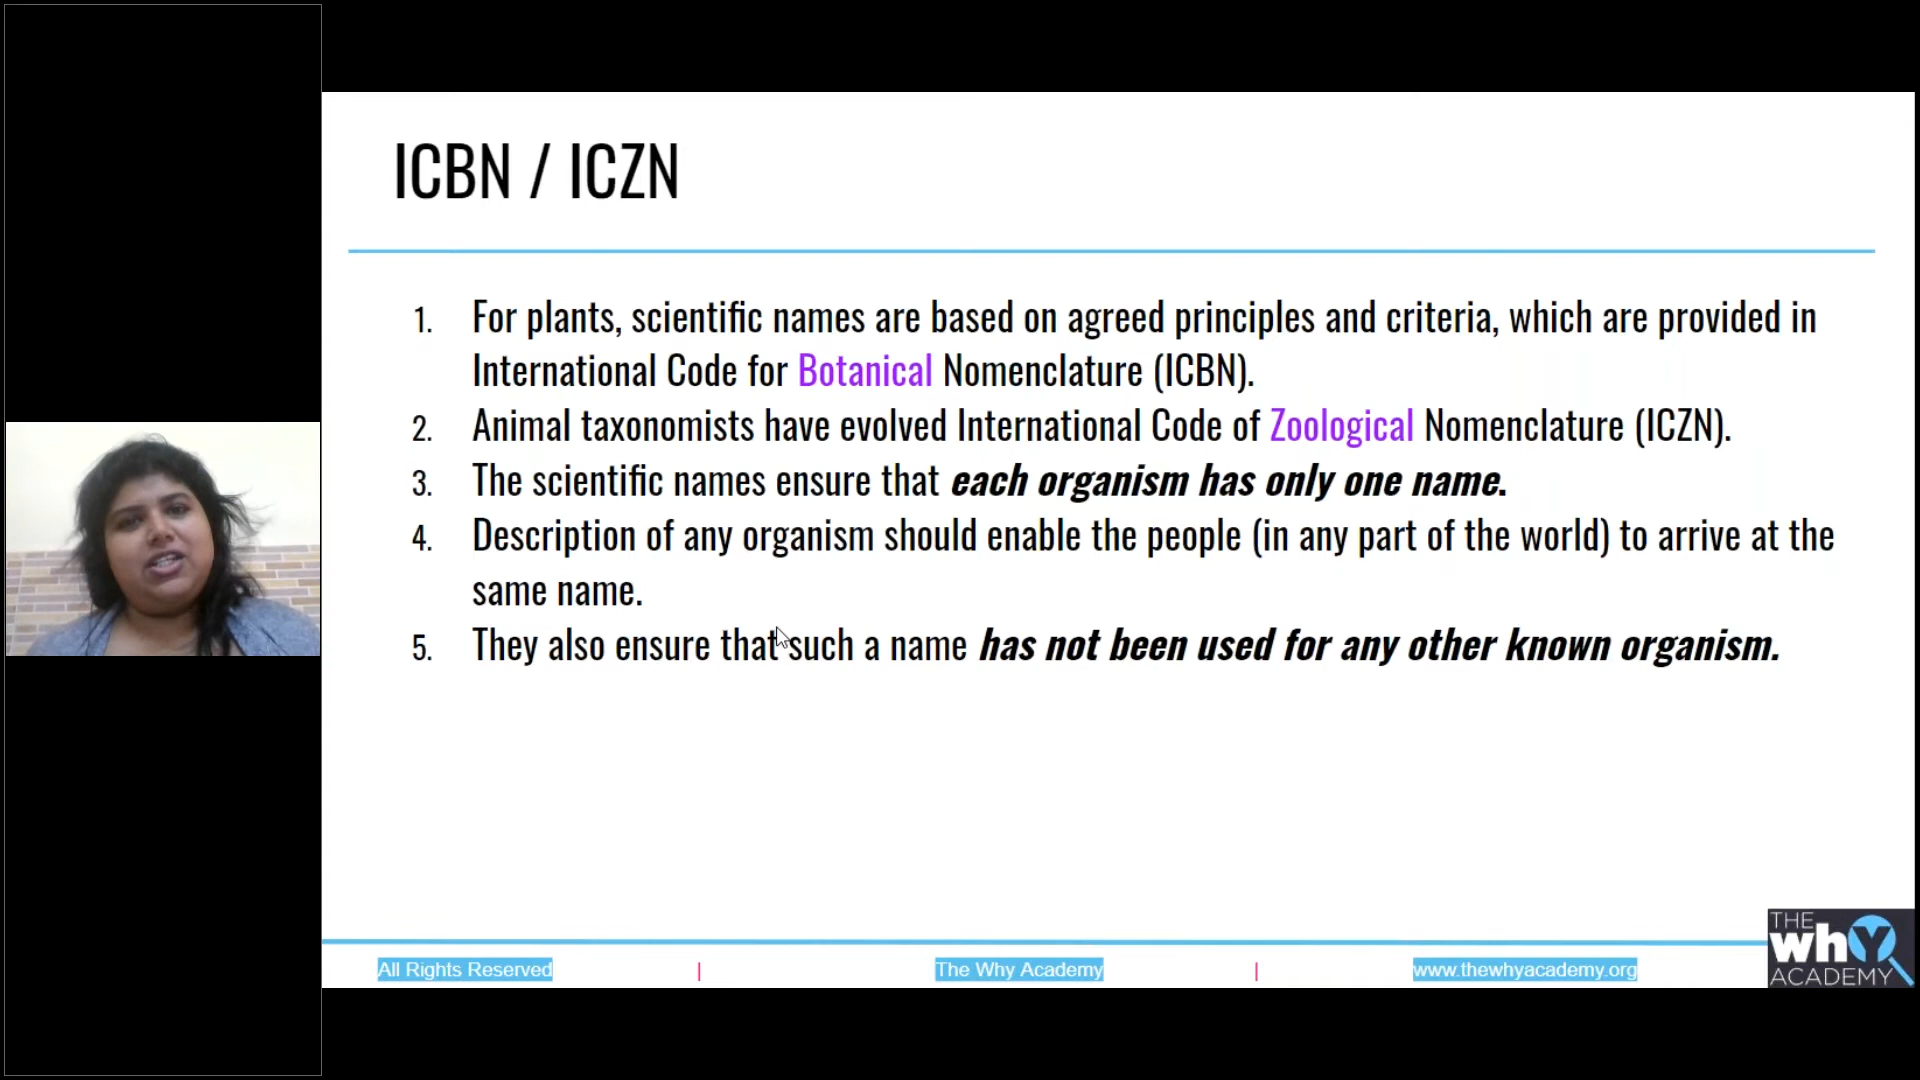 ICBN / ICZN
1. For plants, scientific names are based on agreed principles and criteria, which are provided in
International Code for Botanical Nomenclature (ICBN).
2. Animal taxonomists have evolved International Code of Zoological Nomenclature (ICZN).
3. The scientific names ensure that each organism has only one name.
4. Description of any organism should enable the people (in any part of the world) to arrive at the
same name.
5. They also ensure that such a name has not been used for any other known organism.
All Rights Reserved | The Why Academy | www.thewhyacademy.org
THE
whY
ACADEMY